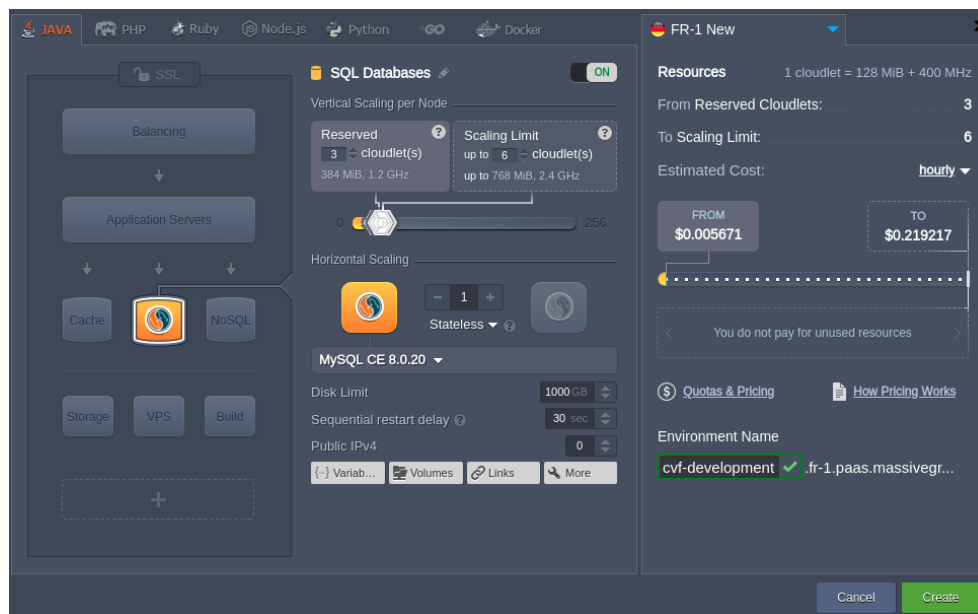 JAVA PHP Ruby Node.js Python GO Docker
SSL
Balancing
Application Servers
Cache
NoSQL
Storage
VPS
Build
SQL Databases
ON
Vertical Scaling per Node
Reserved
3 cloudlet(s)
384 MiB, 1.2 GHz
Scaling Limit
up to 6 cloudlet(s)
up to 768 MiB, 2.4 GHz
0
256
Horizontal Scaling
1
Stateless
MySQL CE 8.0.20
Disk Limit 1000 GB
Sequential restart delay 30 sec
Public IPv4 0
Variab... Volumes Links More
FR-1 New
Resources 1 cloudlet = 128 MiB + 400 MHz
From Reserved Cloudlets: 3
To Scaling Limit: 6
Estimated Cost: hourly
FROM
$0.005671
TO
$0.219217
You do not pay for unused resources
Quotas & Pricing How Pricing Works
Environment Name
cvf-development .fr-1.paas.massivegr...
Cancel Create